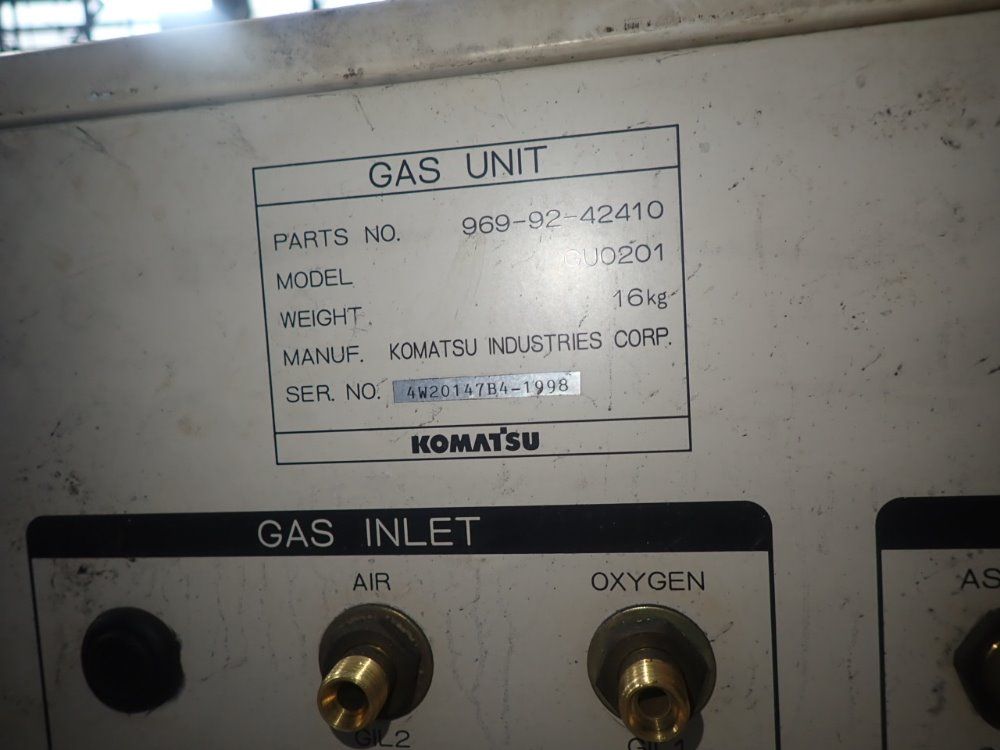 GAS UNIT
PARTS NO. 969-92-42410
MODEL GU0201
WEIGHT 16kg
MANUF. KOMATSU INDUSTRIES CORP.
SER. NO. 4W20147B4-1998
KOMATSU
GAS INLET
AIR OXYGEN AS
GIL2 GIL1